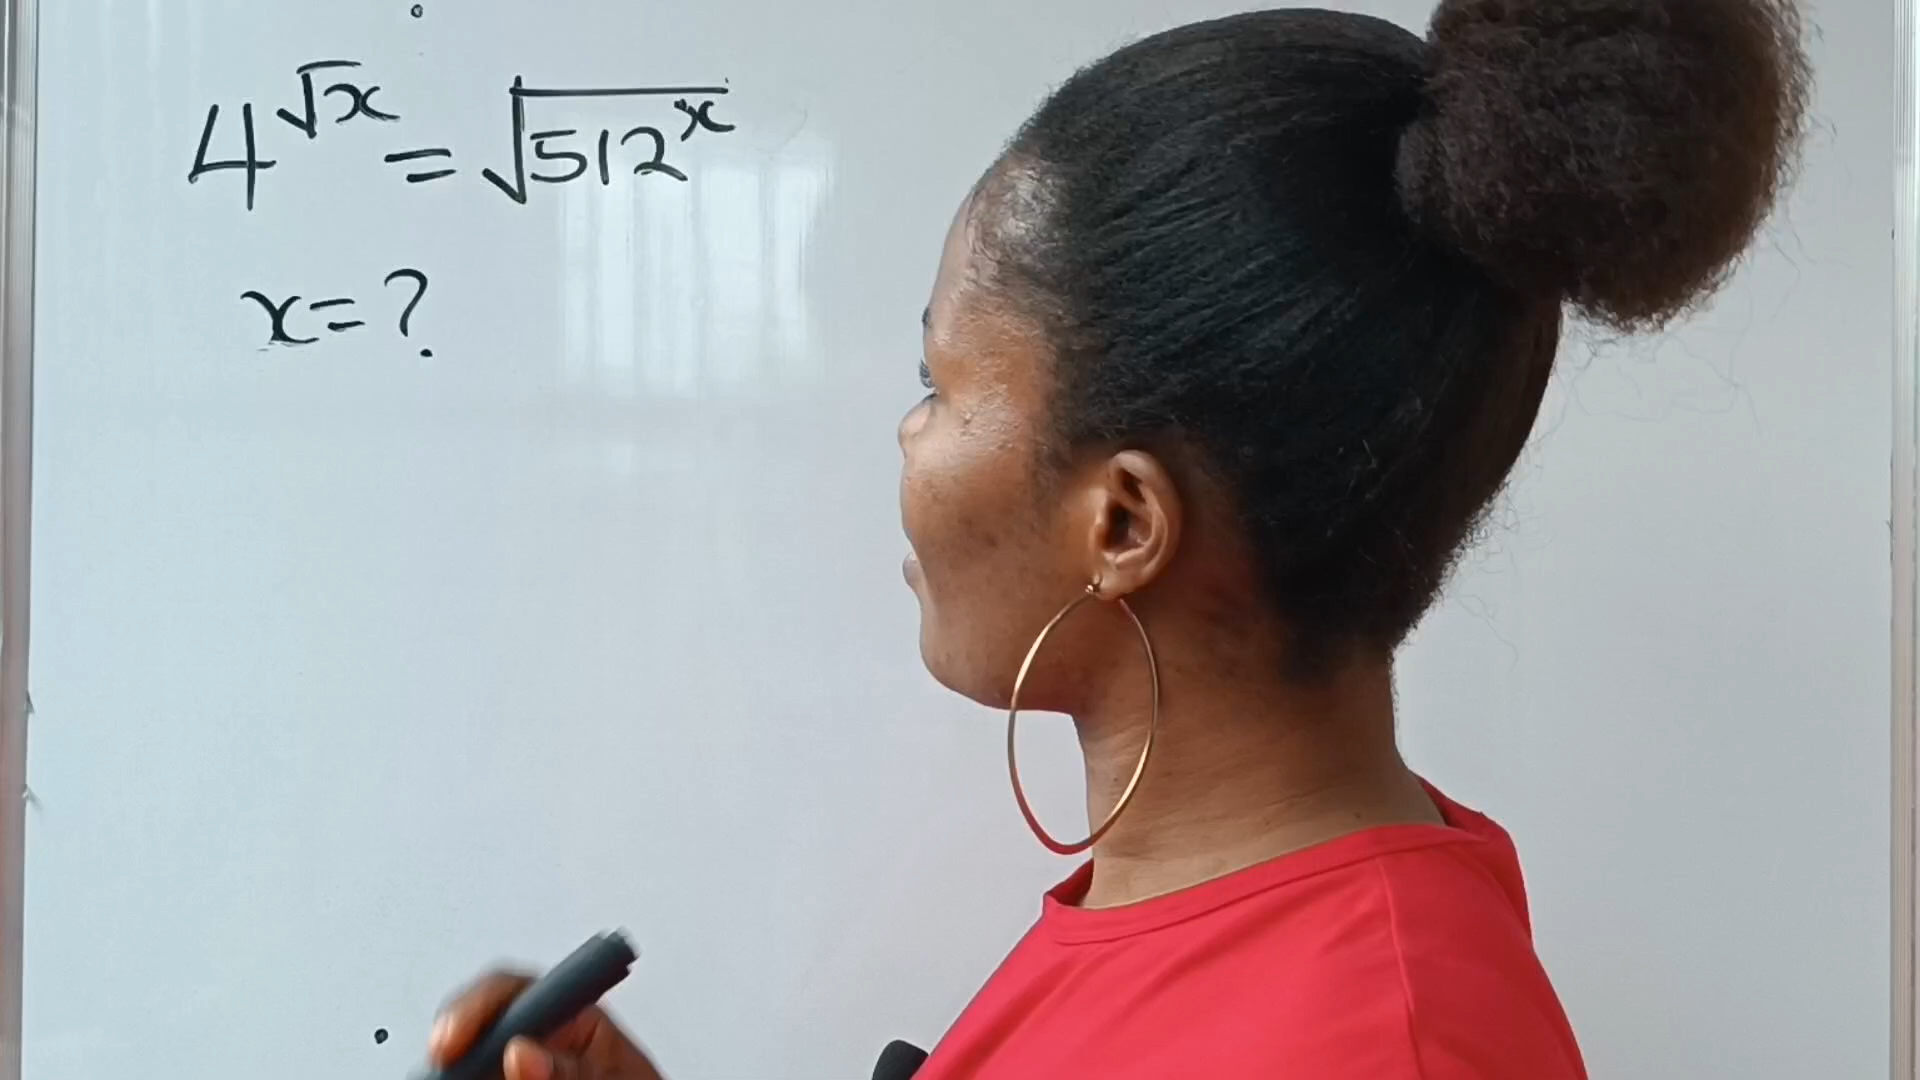 4^√x = √512^x
x = ?